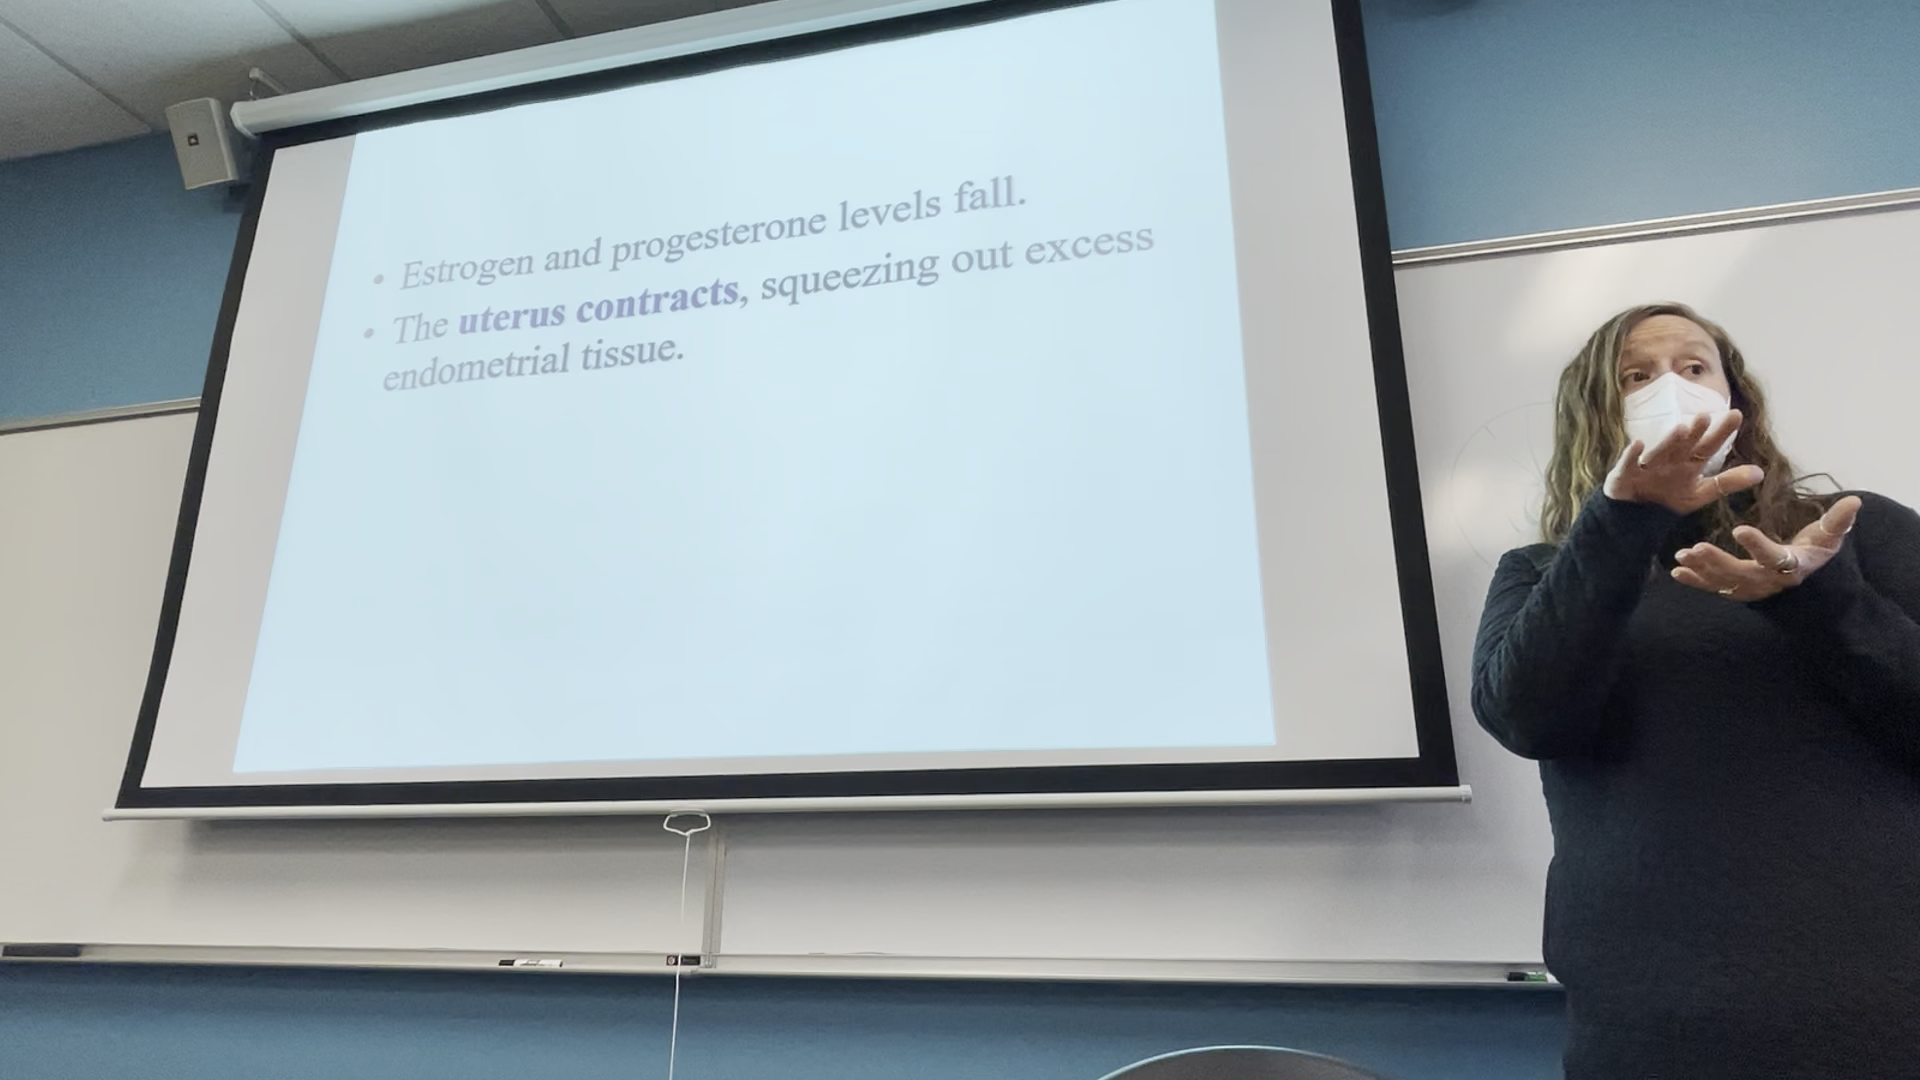 • Estrogen and progesterone levels fall.
• The uterus contracts, squeezing out excess
endometrial tissue.